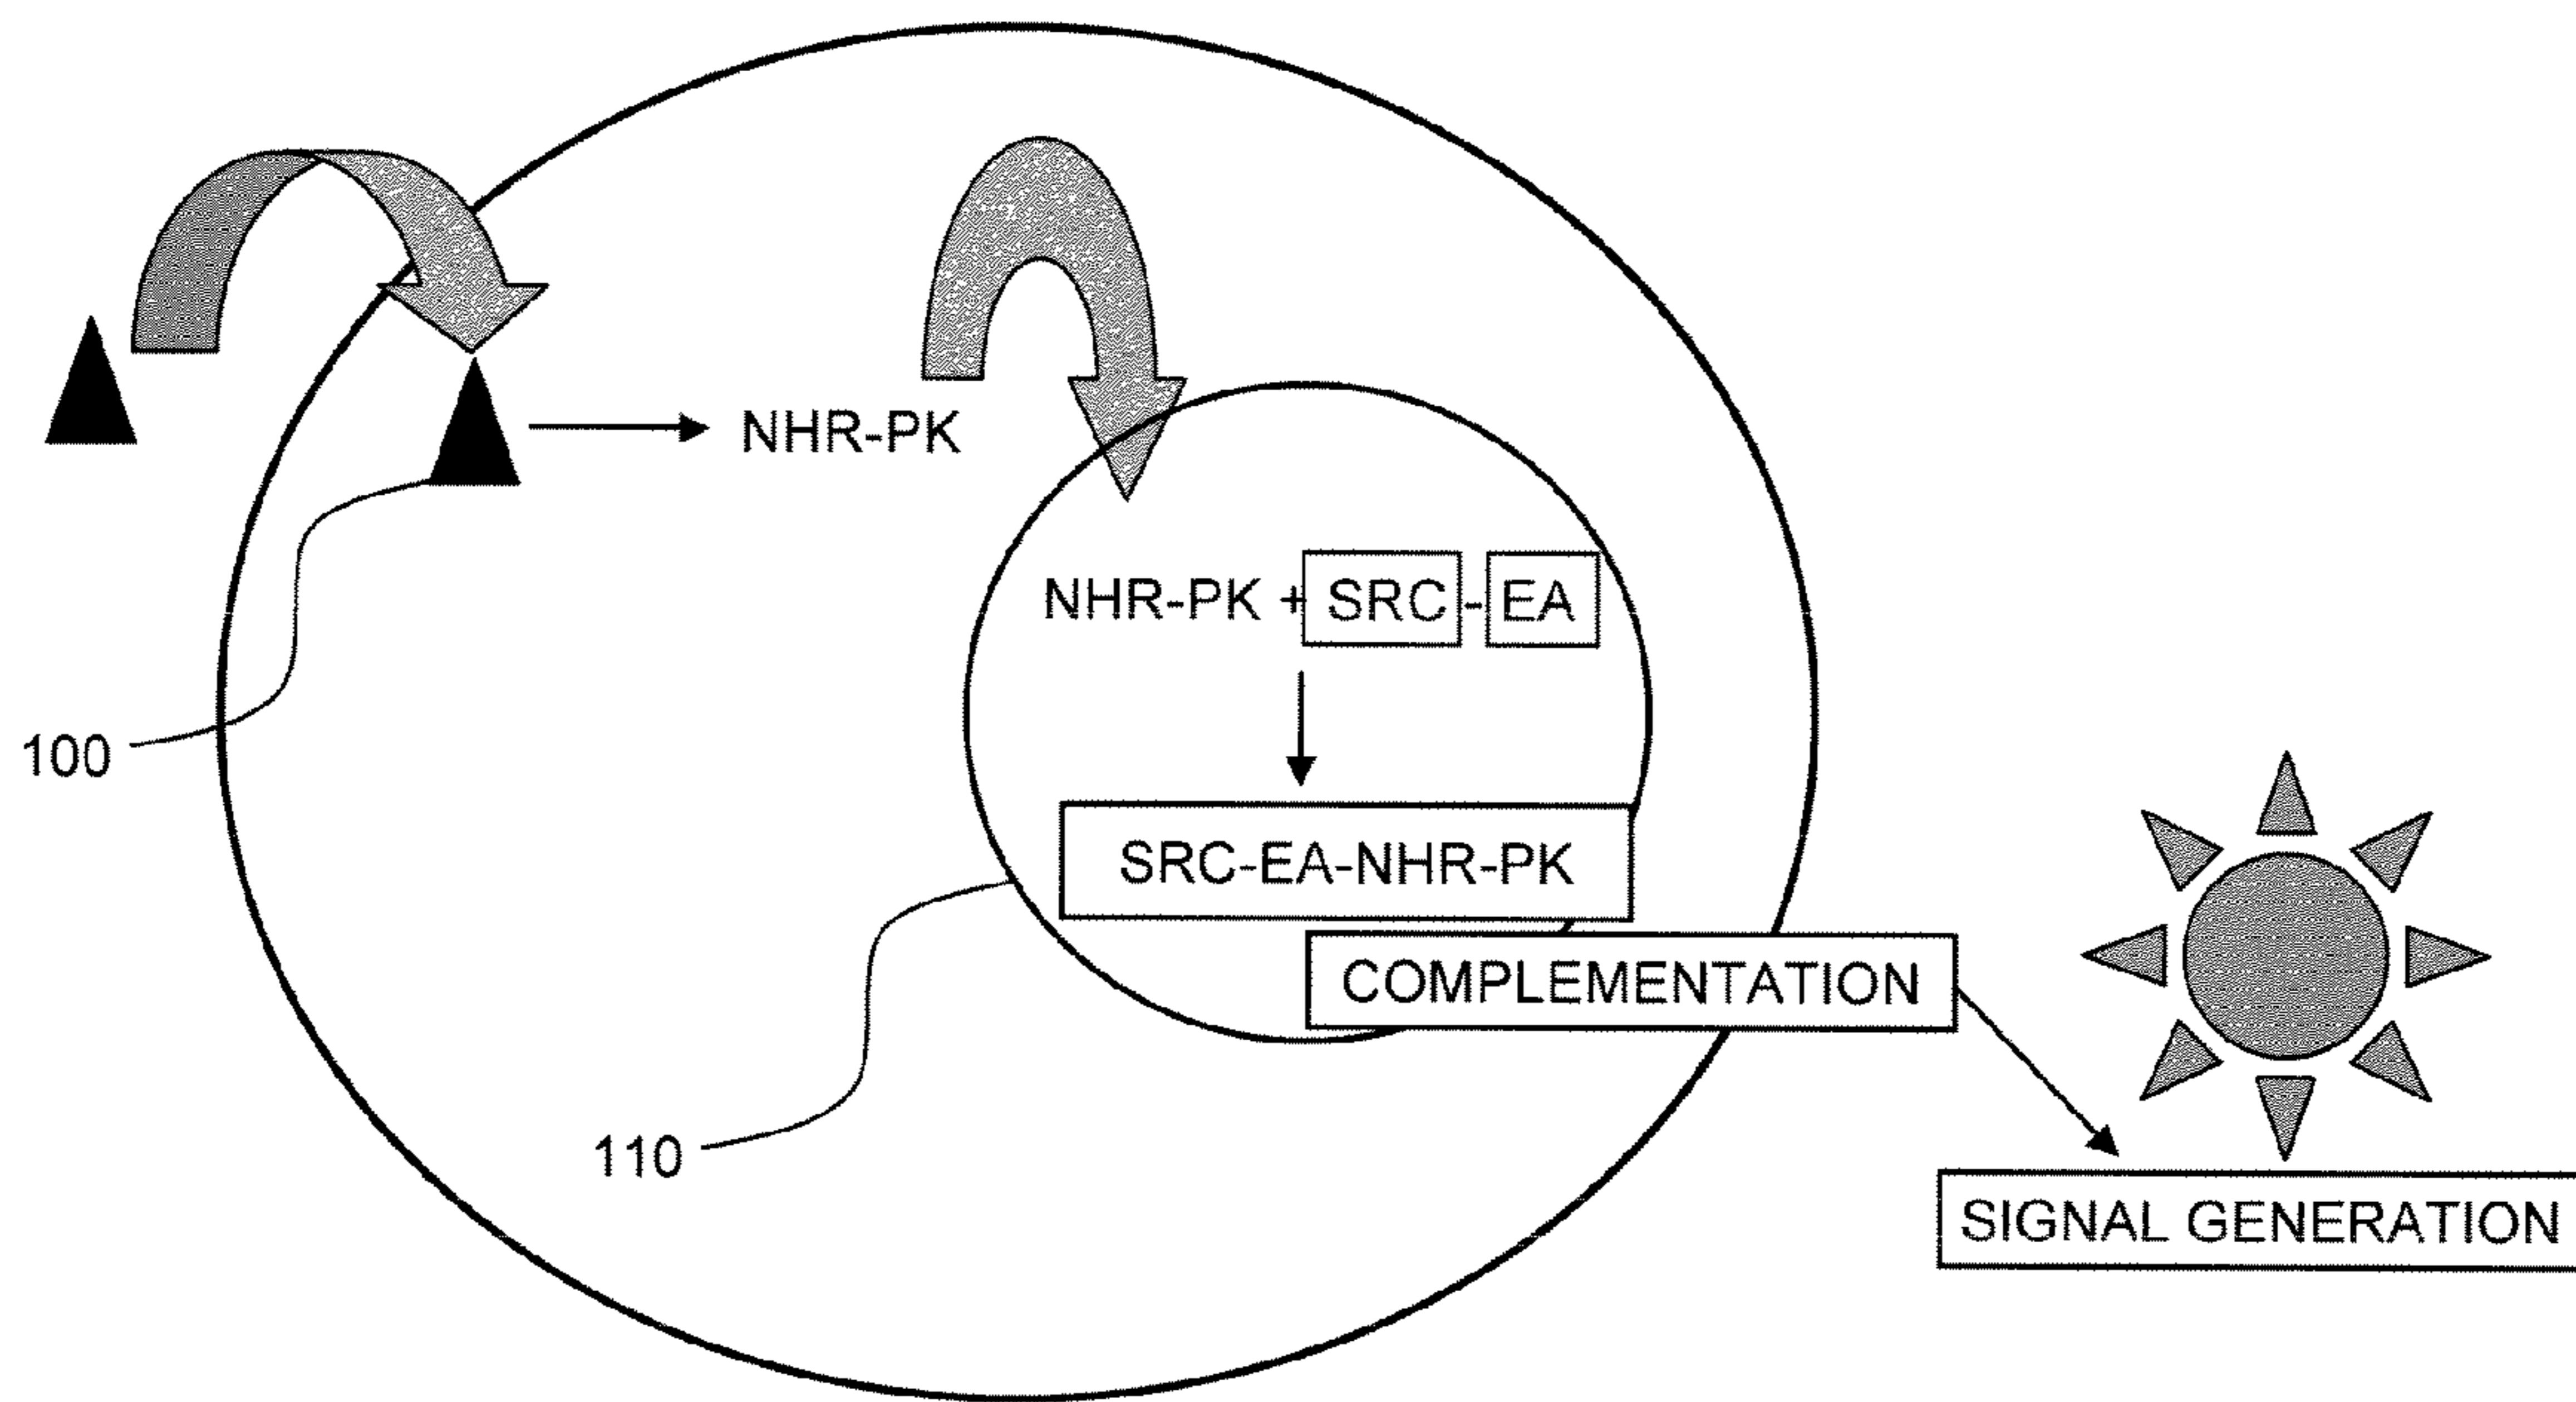 NHR-PK
NHR-PK + SRC - EA
100
SRC-EA-NHR-PK
COMPLEMENTATION
110
SIGNAL GENERATION